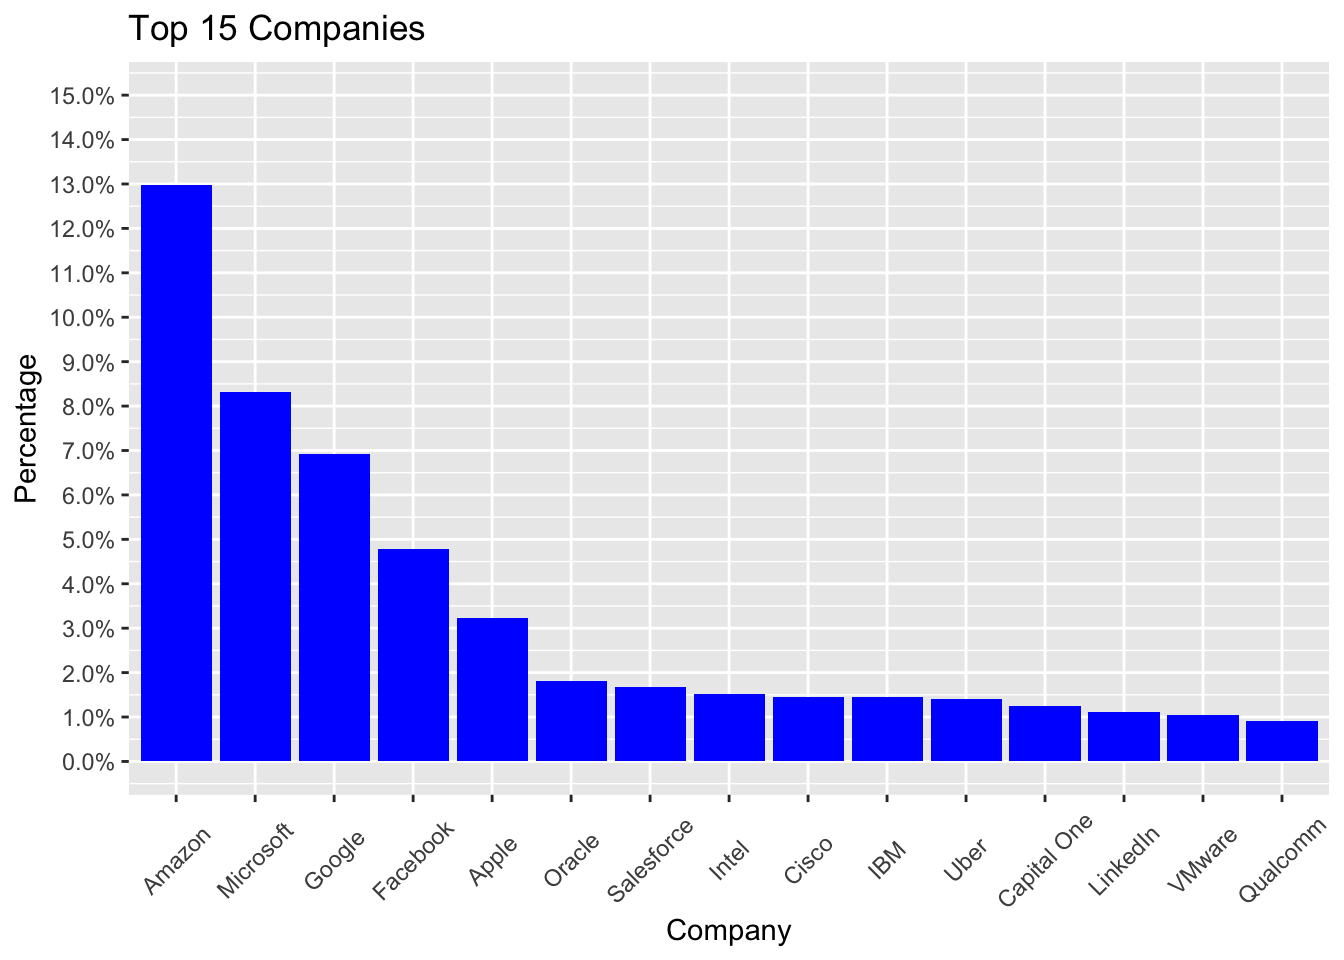 Top 15 Companies
15.0%
14.0%
13.0%
12.0%
11.0%
10.0%
9.0%
8.0%
7.0%
6.0%
5.0%
4.0%
3.0%
2.0%
1.0%
0.0%
Percentage
Amazon
Microsoft
Google
Facebook
Apple
Oracle
Salesforce
Intel
Cisco
IBM
Uber
Capital One
LinkedIn
VMware
Qualcomm
Company